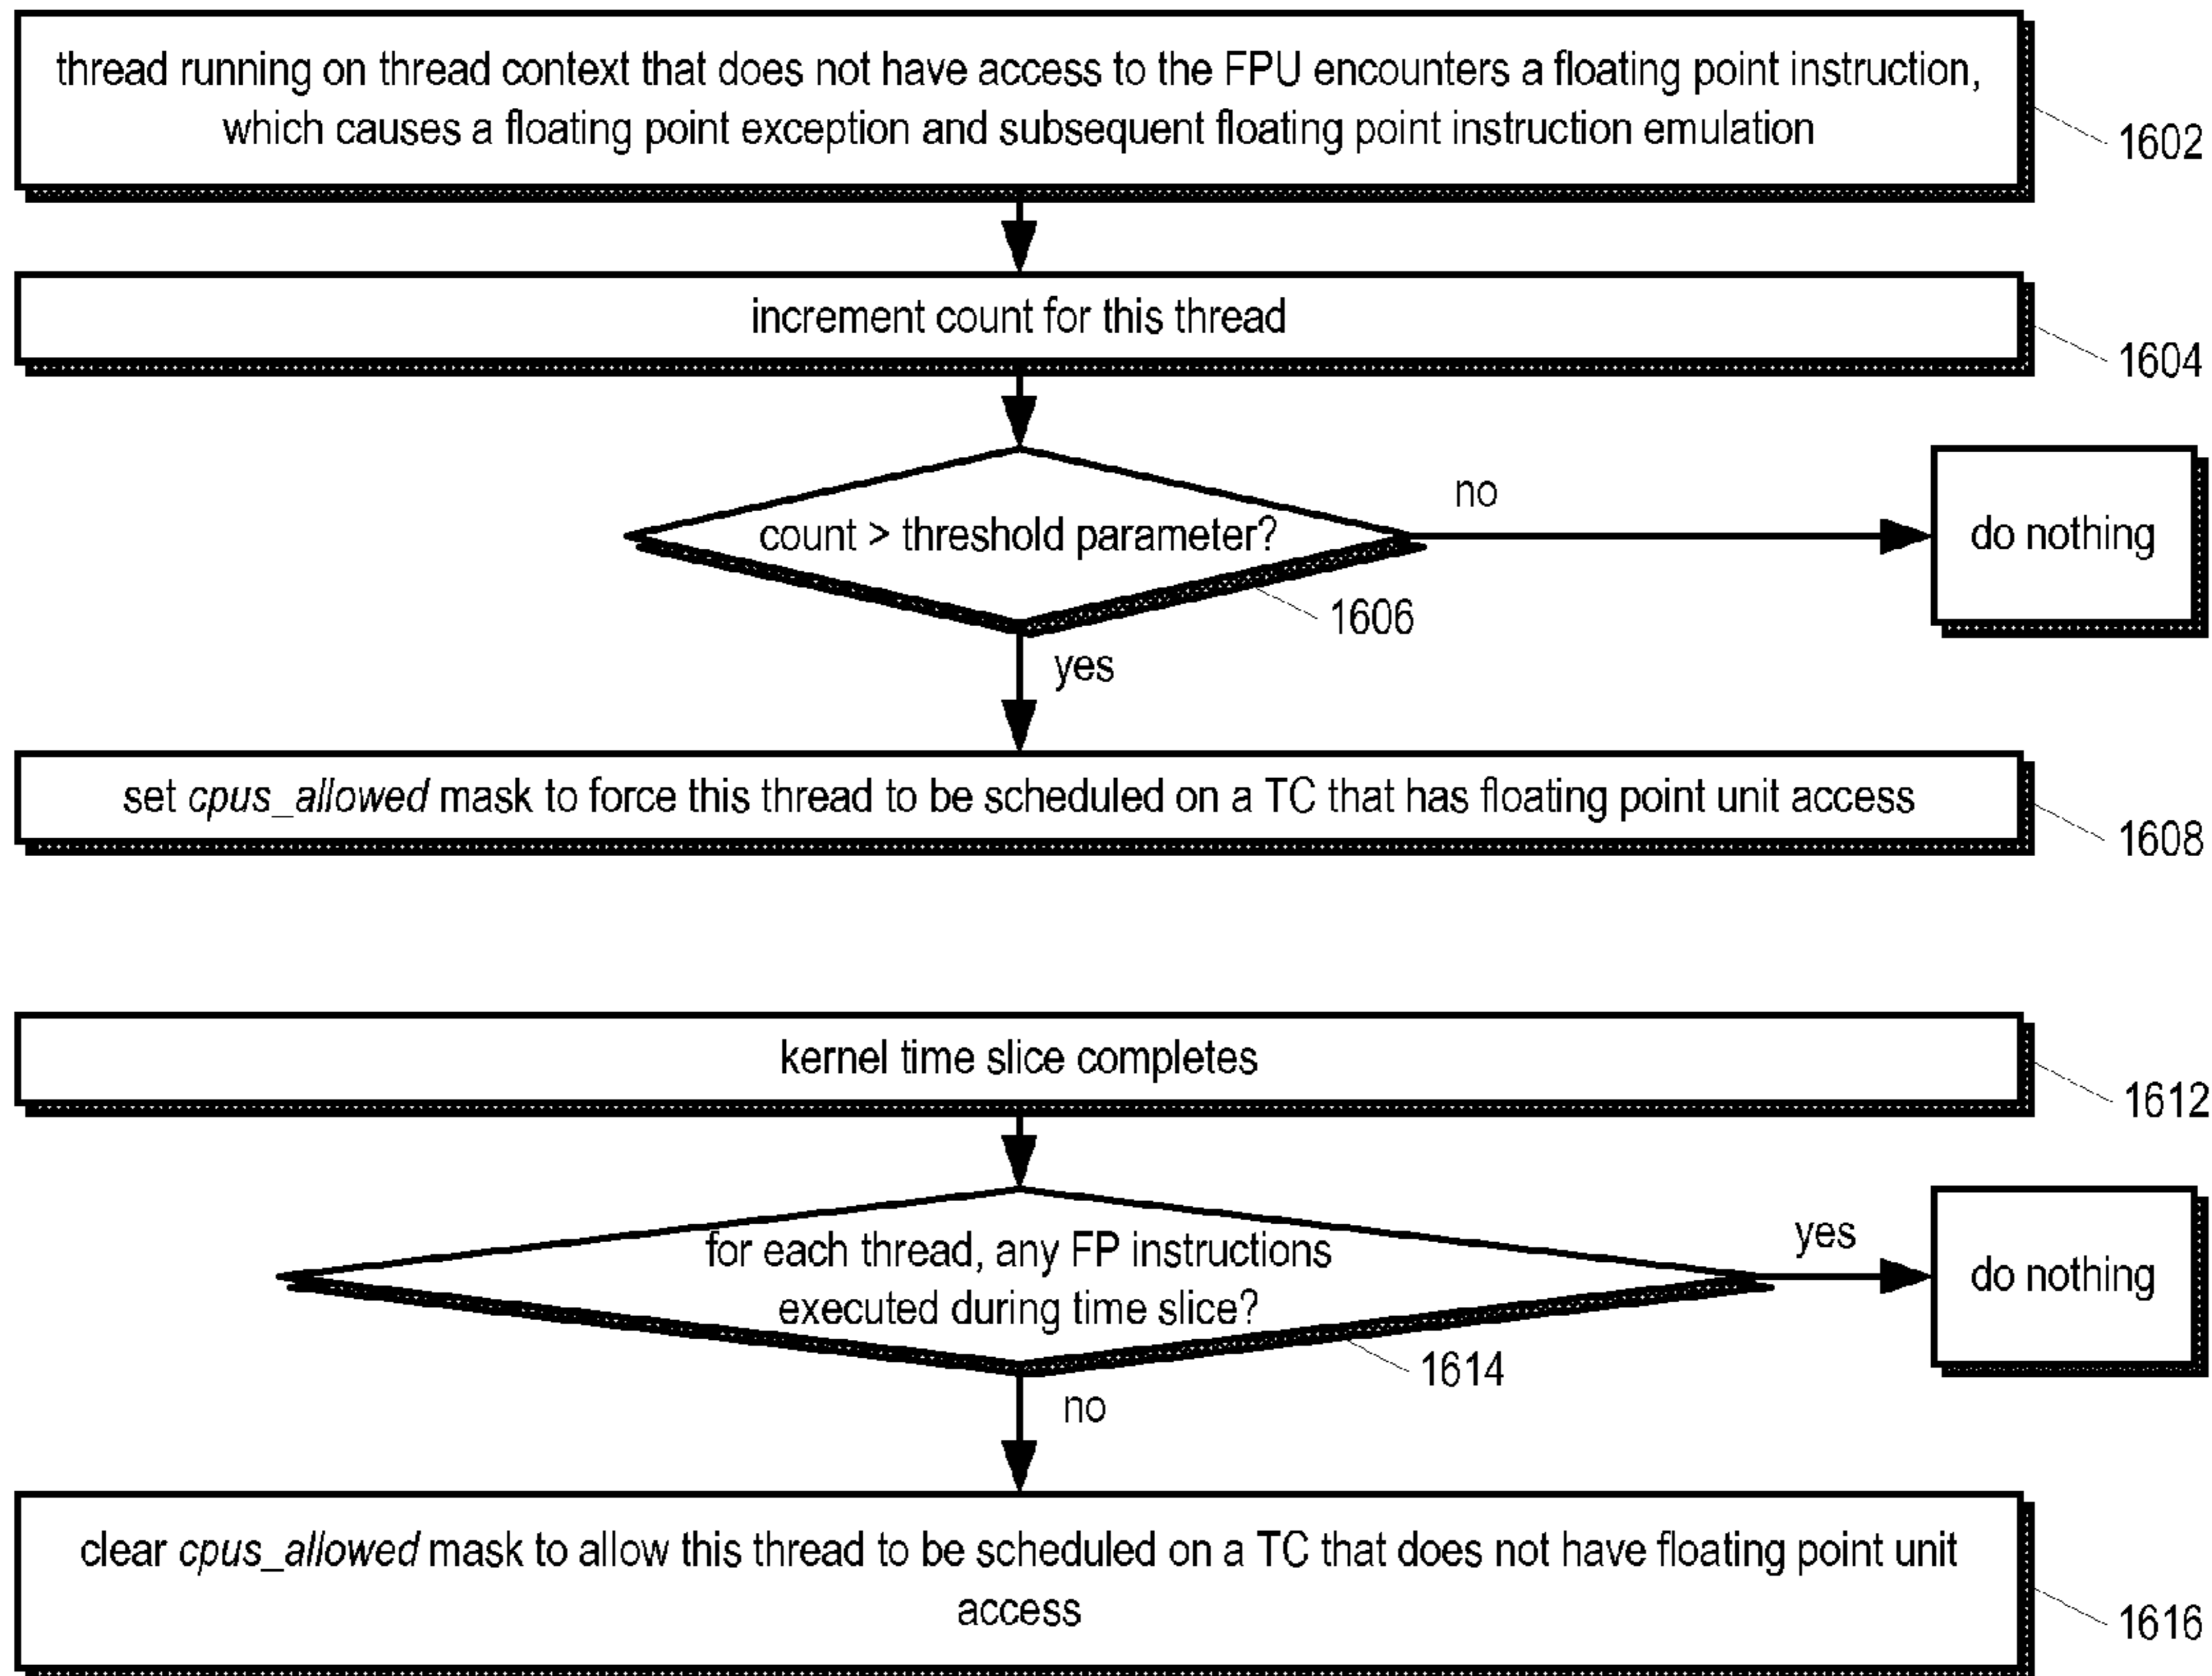 thread running on thread context that does not have access to the FPU encounters a floating point instruction,
which causes a floating point exception and subsequent floating point instruction emulation
1602
increment count for this thread
1604
count > threshold parameter?
no
do nothing
1606
yes
set cpus_allowed mask to force this thread to be scheduled on a TC that has floating point unit access
1608
kernel time slice completes
1612
for each thread, any FP instructions
executed during time slice?
yes
do nothing
1614
no
clear cpus_allowed mask to allow this thread to be scheduled on a TC that does not have floating point unit
access
1616